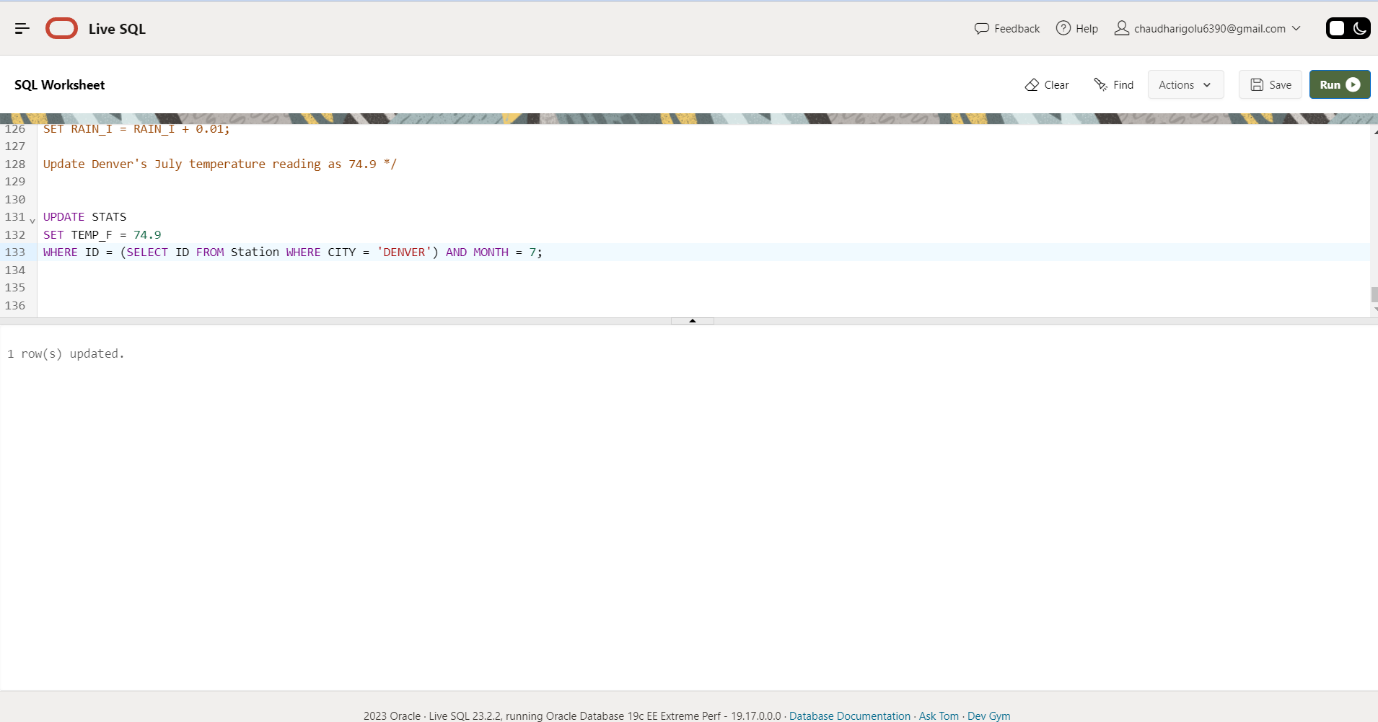 Live SQL
Feedback Help chaudharigolu6390@gmail.com
SQL Worksheet
Clear Find Actions Save Run
126 SET RAIN_I = RAIN_I + 0.01;
127
128 Update Denver's July temperature reading as 74.9 */
129
130
131 UPDATE STATS
132 SET TEMP_F = 74.9
133 WHERE ID = (SELECT ID FROM Station WHERE CITY = 'DENVER') AND MONTH = 7;
134
135
136
1 row(s) updated.
2023 Oracle · Live SQL 23.2.2, running Oracle Database 19c EE Extreme Perf - 19.17.0.0.0 · Database Documentation · Ask Tom · Dev Gym